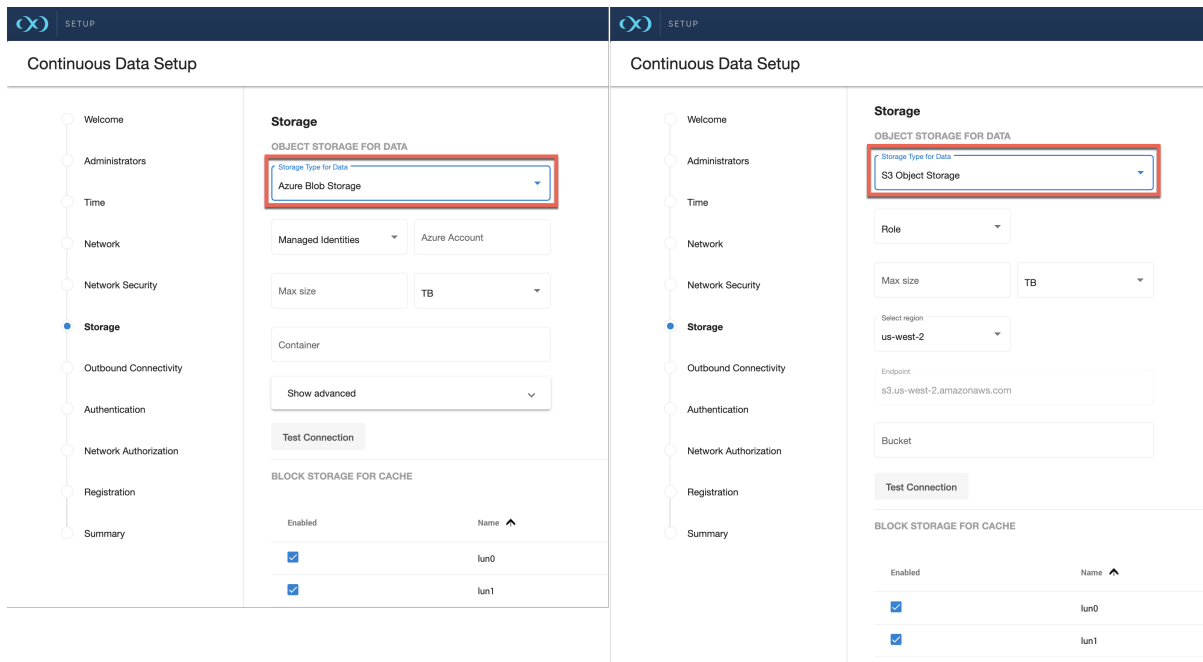 SETUP
Continuous Data Setup
Welcome
Administrators
Time
Network
Network Security
Storage
Outbound Connectivity
Authentication
Network Authorization
Registration
Summary
Storage
OBJECT STORAGE FOR DATA
Storage Type for Data
Azure Blob Storage
Managed Identities Azure Account
Max size TB
Container
Show advanced
Test Connection
BLOCK STORAGE FOR CACHE
Enabled Name
lun0
lun1
SETUP
Continuous Data Setup
Welcome
Administrators
Time
Network
Network Security
Storage
Outbound Connectivity
Authentication
Network Authorization
Registration
Summary
Storage
OBJECT STORAGE FOR DATA
Storage Type for Data
S3 Object Storage
Role
Max size TB
Select region
us-west-2
Endpoint
s3.us-west-2.amazonaws.com
Bucket
Test Connection
BLOCK STORAGE FOR CACHE
Enabled Name
lun0
lun1